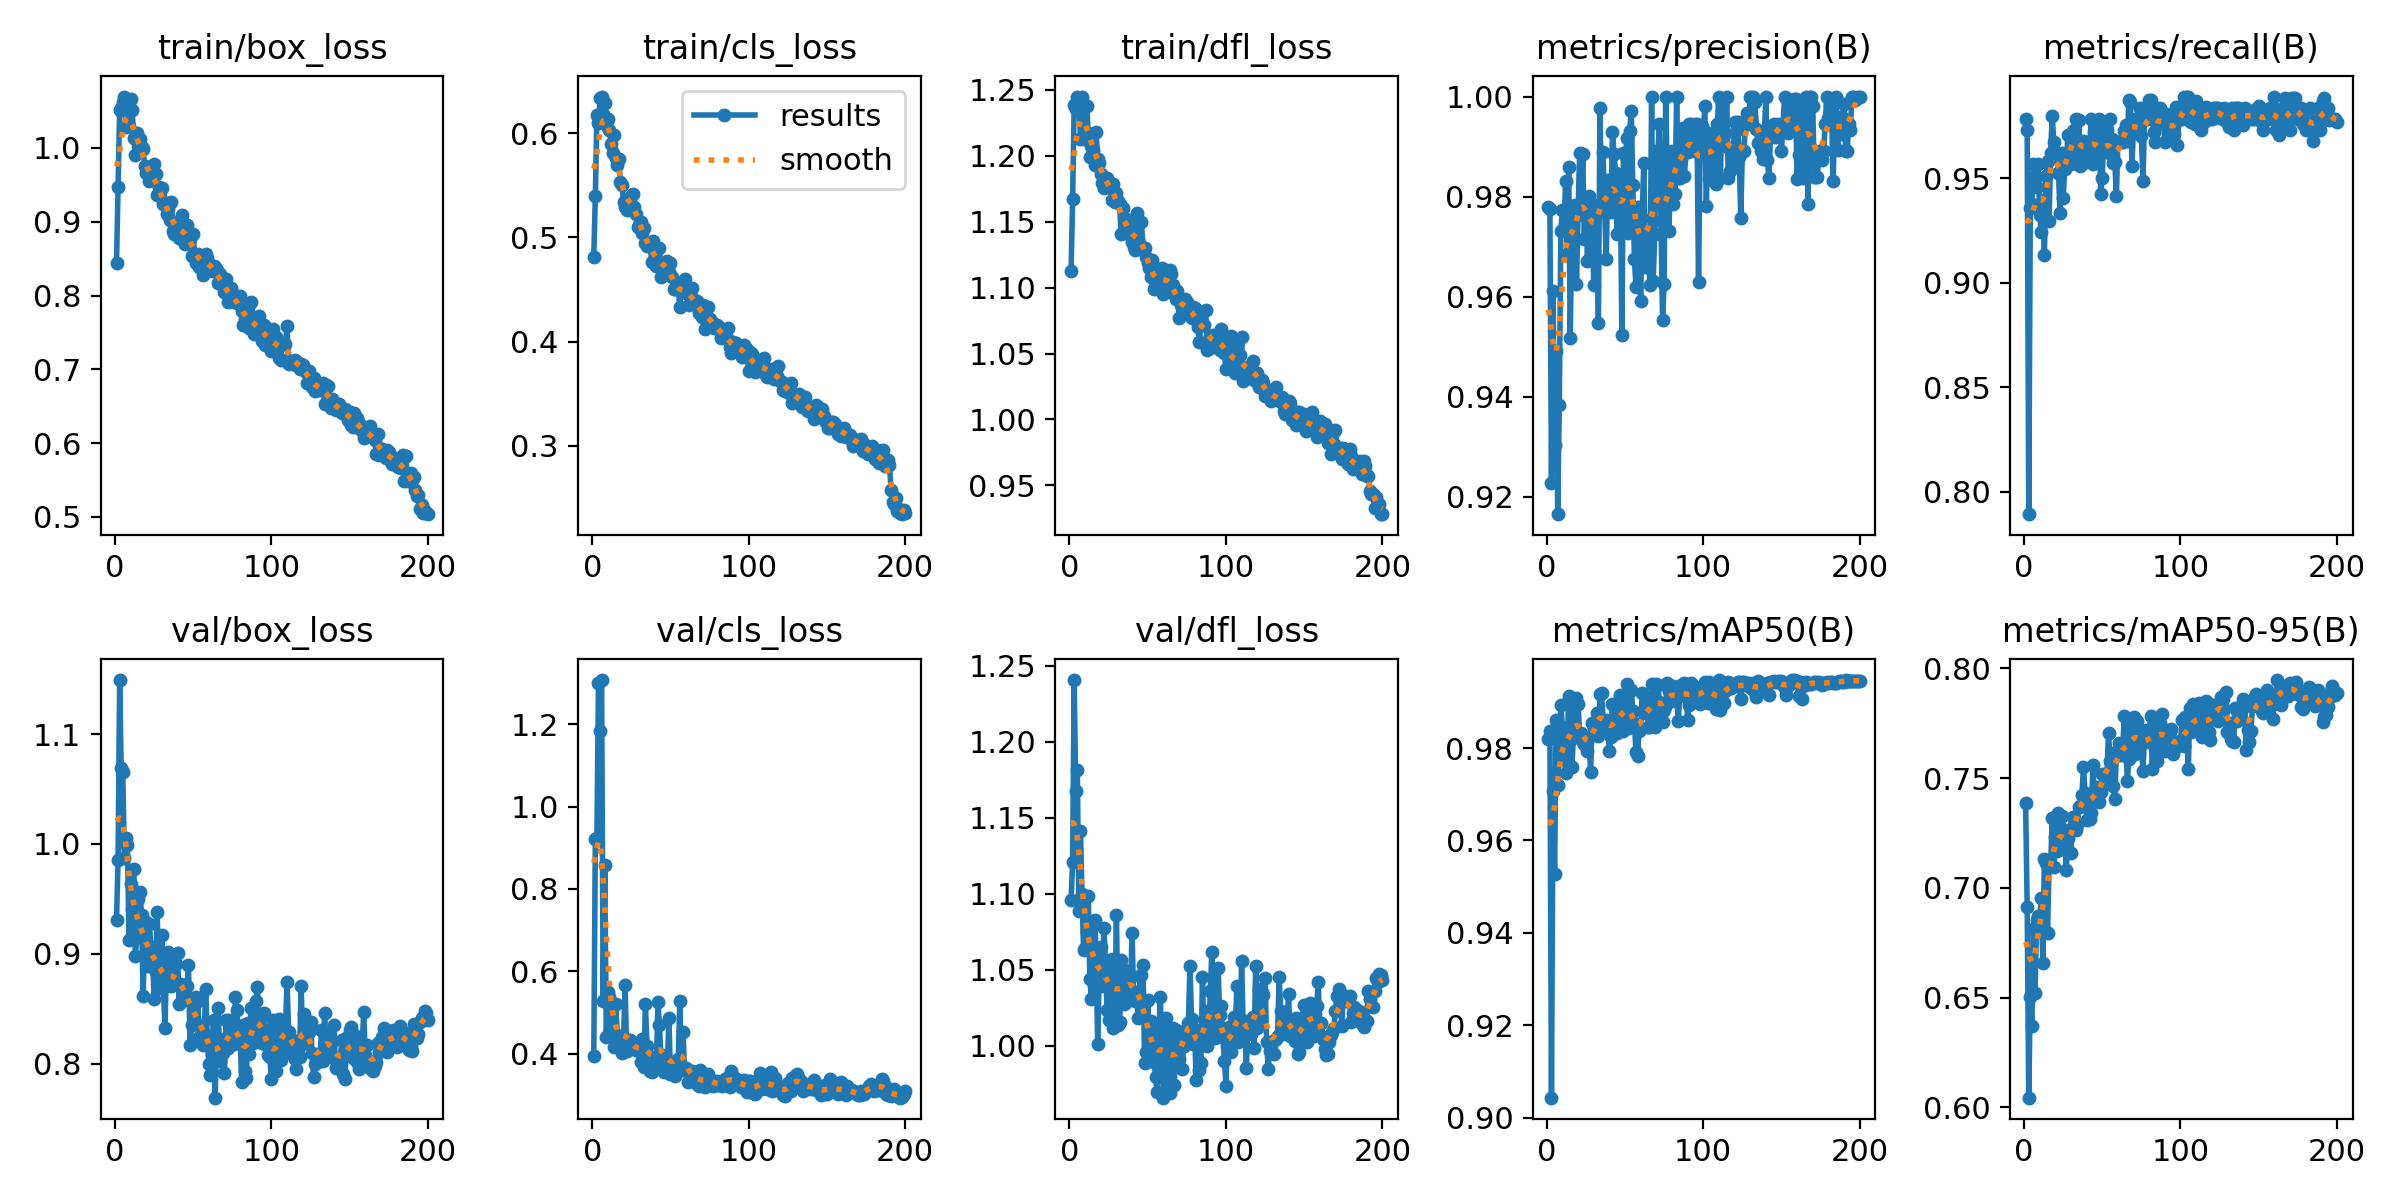 train/box_loss
1.0
0.9
0.8
0.7
0.6
0.5
0 100 200
train/cls_loss
results
smooth
0.6
0.5
0.4
0.3
0 100 200
train/dfl_loss
1.25
1.20
1.15
1.10
1.05
1.00
0.95
0 100 200
metrics/precision(B)
1.00
0.98
0.96
0.94
0.92
0 100 200
metrics/recall(B)
0.95
0.90
0.85
0.80
0 100 200
val/box_loss
1.1
1.0
0.9
0.8
0 100 200
val/cls_loss
1.2
1.0
0.8
0.6
0.4
0 100 200
val/dfl_loss
1.25
1.20
1.15
1.10
1.05
1.00
0 100 200
metrics/mAP50(B)
0.98
0.96
0.94
0.92
0.90
0 100 200
metrics/mAP50-95(B)
0.80
0.75
0.70
0.65
0.60
0 100 200